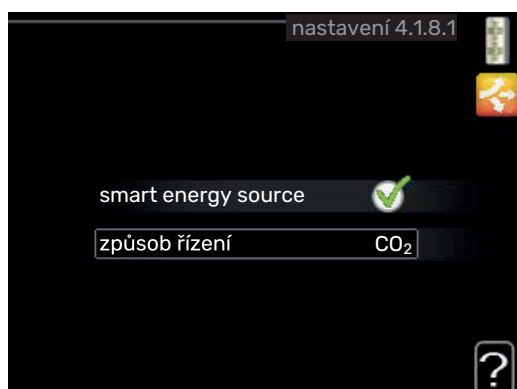 nastavení 4.1.8.1
smart energy source
způsob řízení CO₂
?